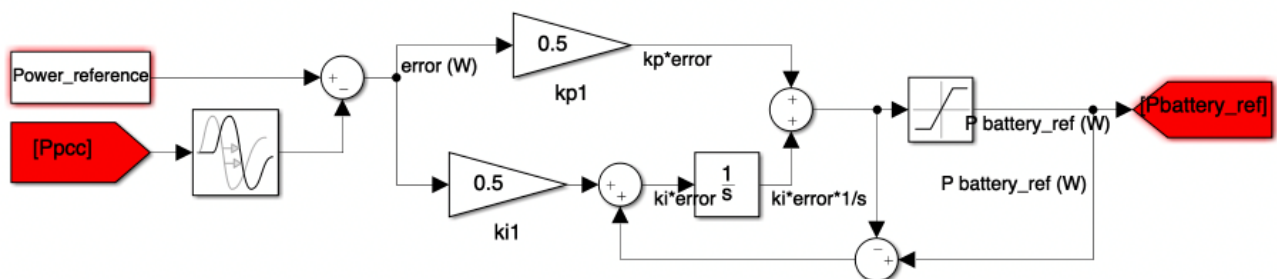 Power_reference
[Ppcc]
+
−
error (W)
0.5
kp1
kp*error
0.5
ki1
+
+
ki*error
1
s
ki*error*1/s
+
+
P battery_ref (W)
[Pbattery_ref]
P battery_ref (W)
−
+